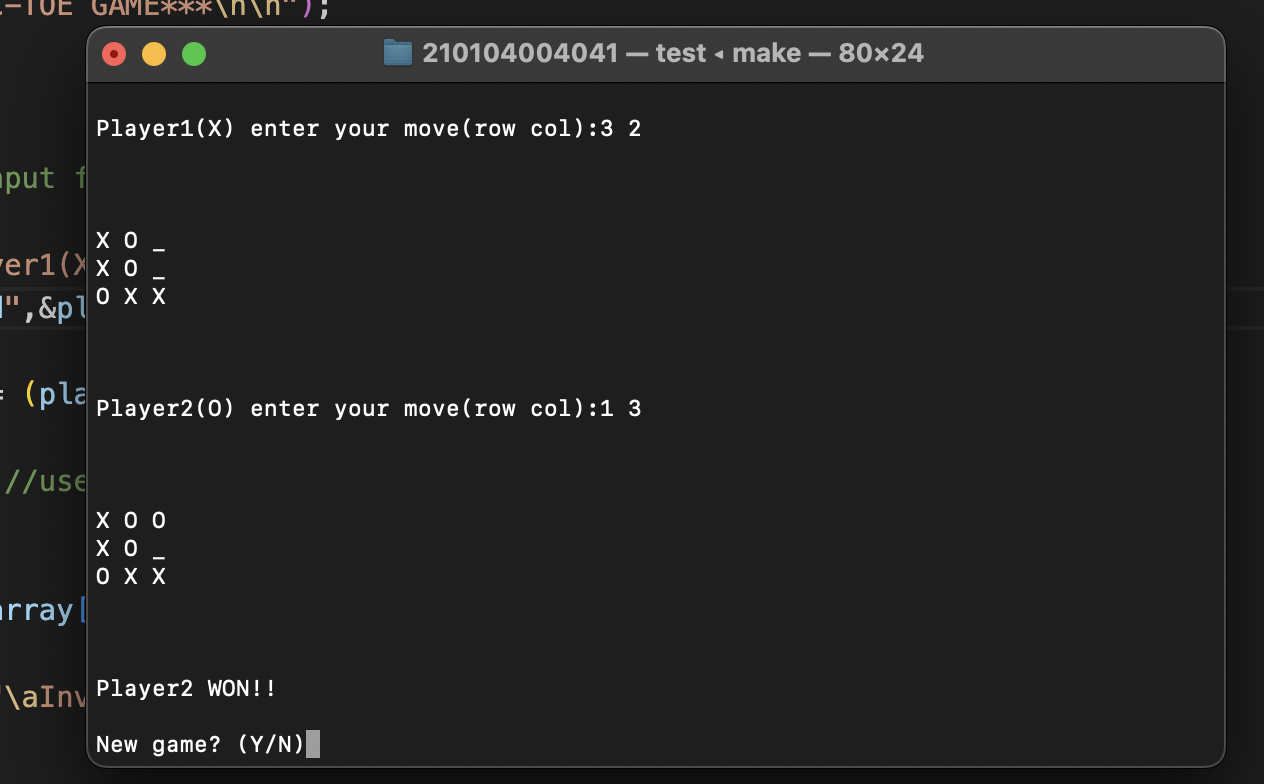 -TOE GAME***\n\n");
210104004041 — test ◂ make — 80×24
Player1(X) enter your move(row col):3 2
nput f
X O _
yer1(X
X O _
O X X
",&pl
= (pla
Player2(O) enter your move(row col):1 3
//use
X O O
X O _
O X X
array[
"\aInv
Player2 WON!!
New game? (Y/N)